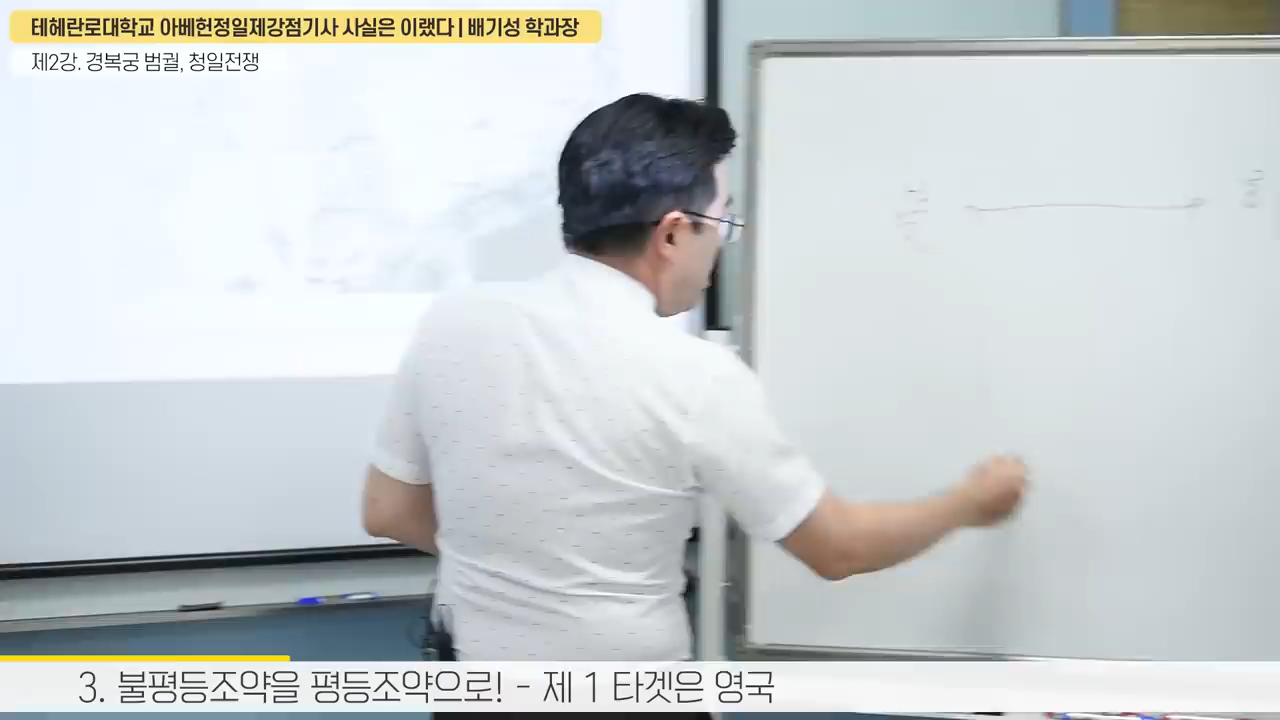 테헤란로대학교 아베헌정일제강점기사 사실은 이랬다 | 배기성 학과장
제2강. 경복궁 범궐, 청일전쟁
3. 불평등조약을 평등조약으로! - 제 1 타겟은 영국